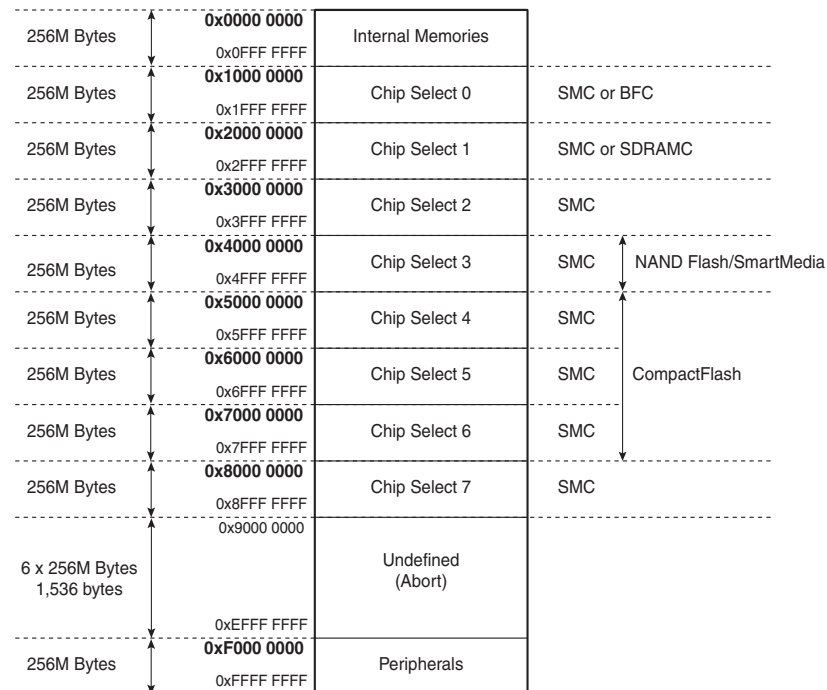 0x0000 0000
256M Bytes
Internal Memories
0x0FFF FFFF
0x1000 0000
256M Bytes
Chip Select 0
SMC or BFC
0x1FFF FFFF
0x2000 0000
256M Bytes
Chip Select 1
SMC or SDRAMC
0x2FFF FFFF
0x3000 0000
256M Bytes
Chip Select 2
SMC
0x3FFF FFFF
0x4000 0000
256M Bytes
Chip Select 3
SMC
NAND Flash/SmartMedia
0x4FFF FFFF
0x5000 0000
256M Bytes
Chip Select 4
SMC
0x5FFF FFFF
0x6000 0000
256M Bytes
Chip Select 5
SMC
CompactFlash
0x6FFF FFFF
0x7000 0000
256M Bytes
Chip Select 6
SMC
0x7FFF FFFF
0x8000 0000
256M Bytes
Chip Select 7
SMC
0x8FFF FFFF
0x9000 0000
6 x 256M Bytes
1,536 bytes
Undefined
(Abort)
0xEFFF FFFF
0xF000 0000
256M Bytes
Peripherals
0xFFFF FFFF